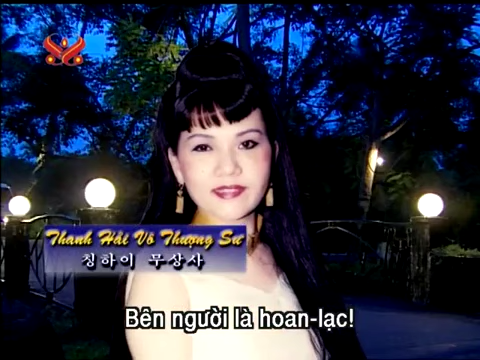 Thanh Hải Vô Thượng Sư
칭하이 무상사
Bên người là hoan-lạc!